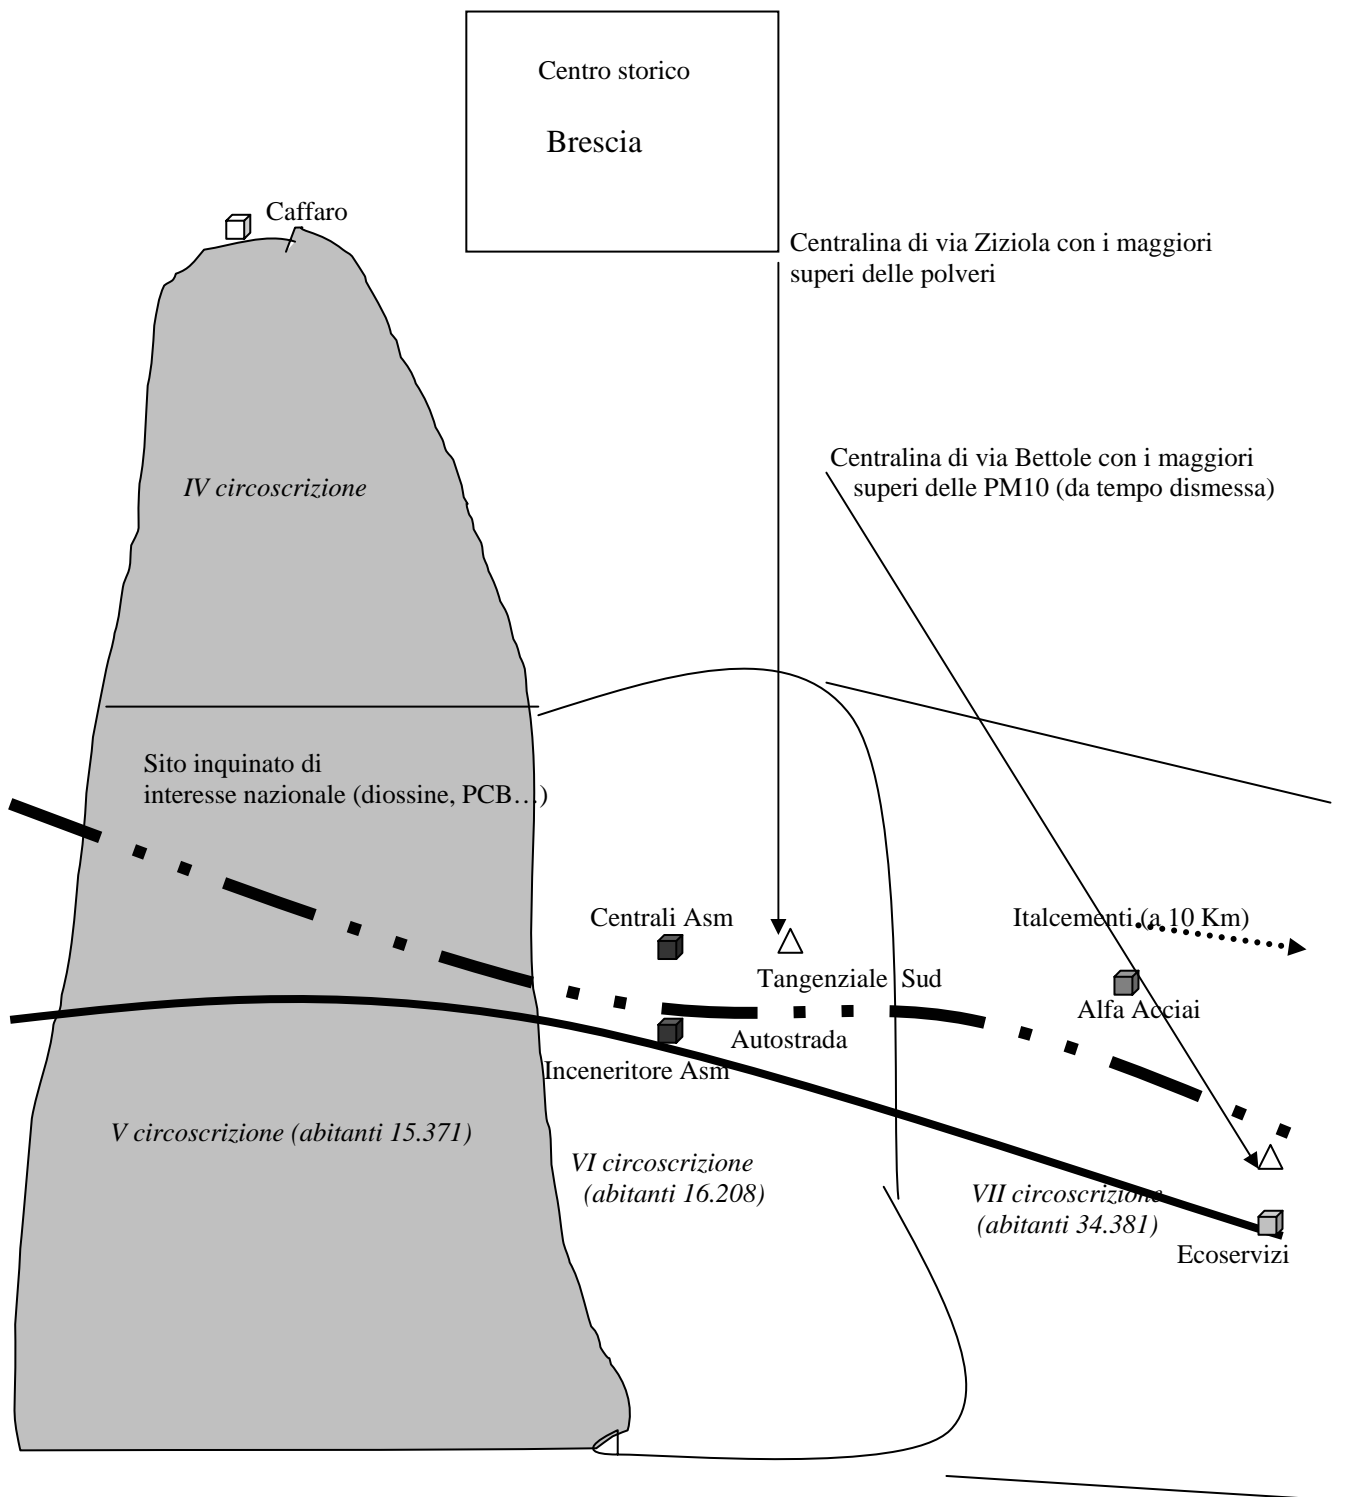 Centro storico
Brescia
Caffaro
Centralina di via Ziziola con i maggiori
superi delle polveri
Centralina di via Bettole con i maggiori
superi delle PM10 (da tempo dismessa)
IV circoscrizione
Sito inquinato di
interesse nazionale (diossine, PCB…)
Centrali Asm
Italcementi (a 10 Km)
Tangenziale Sud
Alfa Acciai
Autostrada
Inceneritore Asm
V circoscrizione (abitanti 15.371)
VI circoscrizione
(abitanti 16.208)
VII circoscrizione
(abitanti 34.381)
Ecoservizi